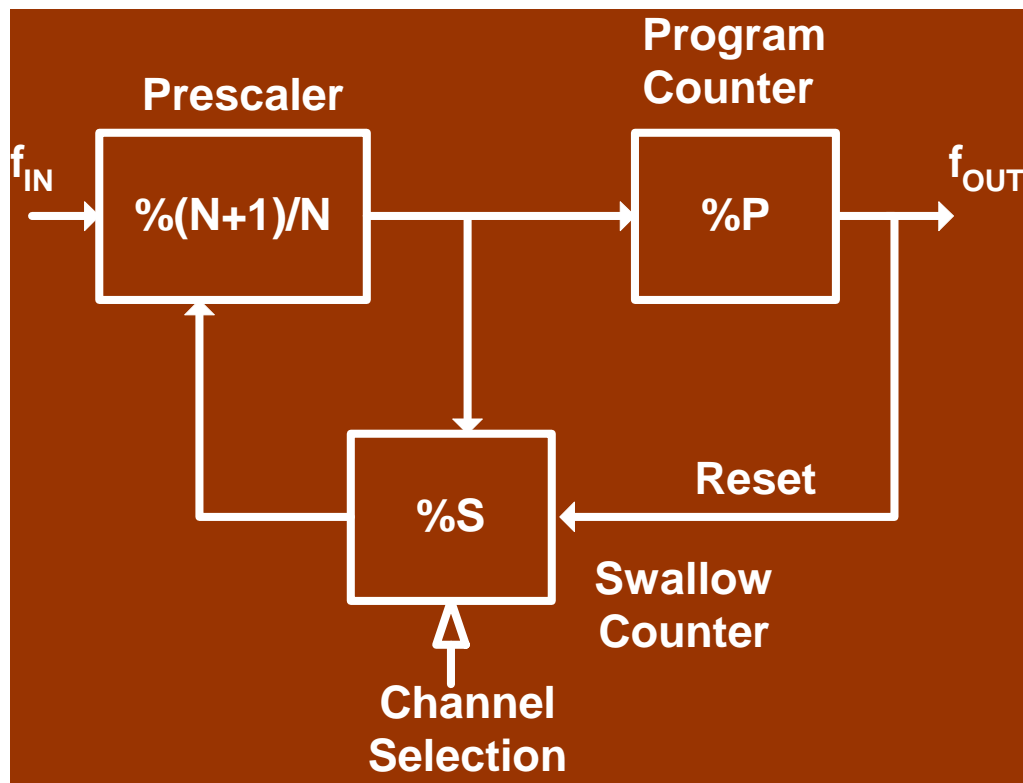 Program
Counter
Prescaler
fIN
%(N+1)/N
%P
fOUT
Reset
%S
Swallow
Counter
Channel
Selection